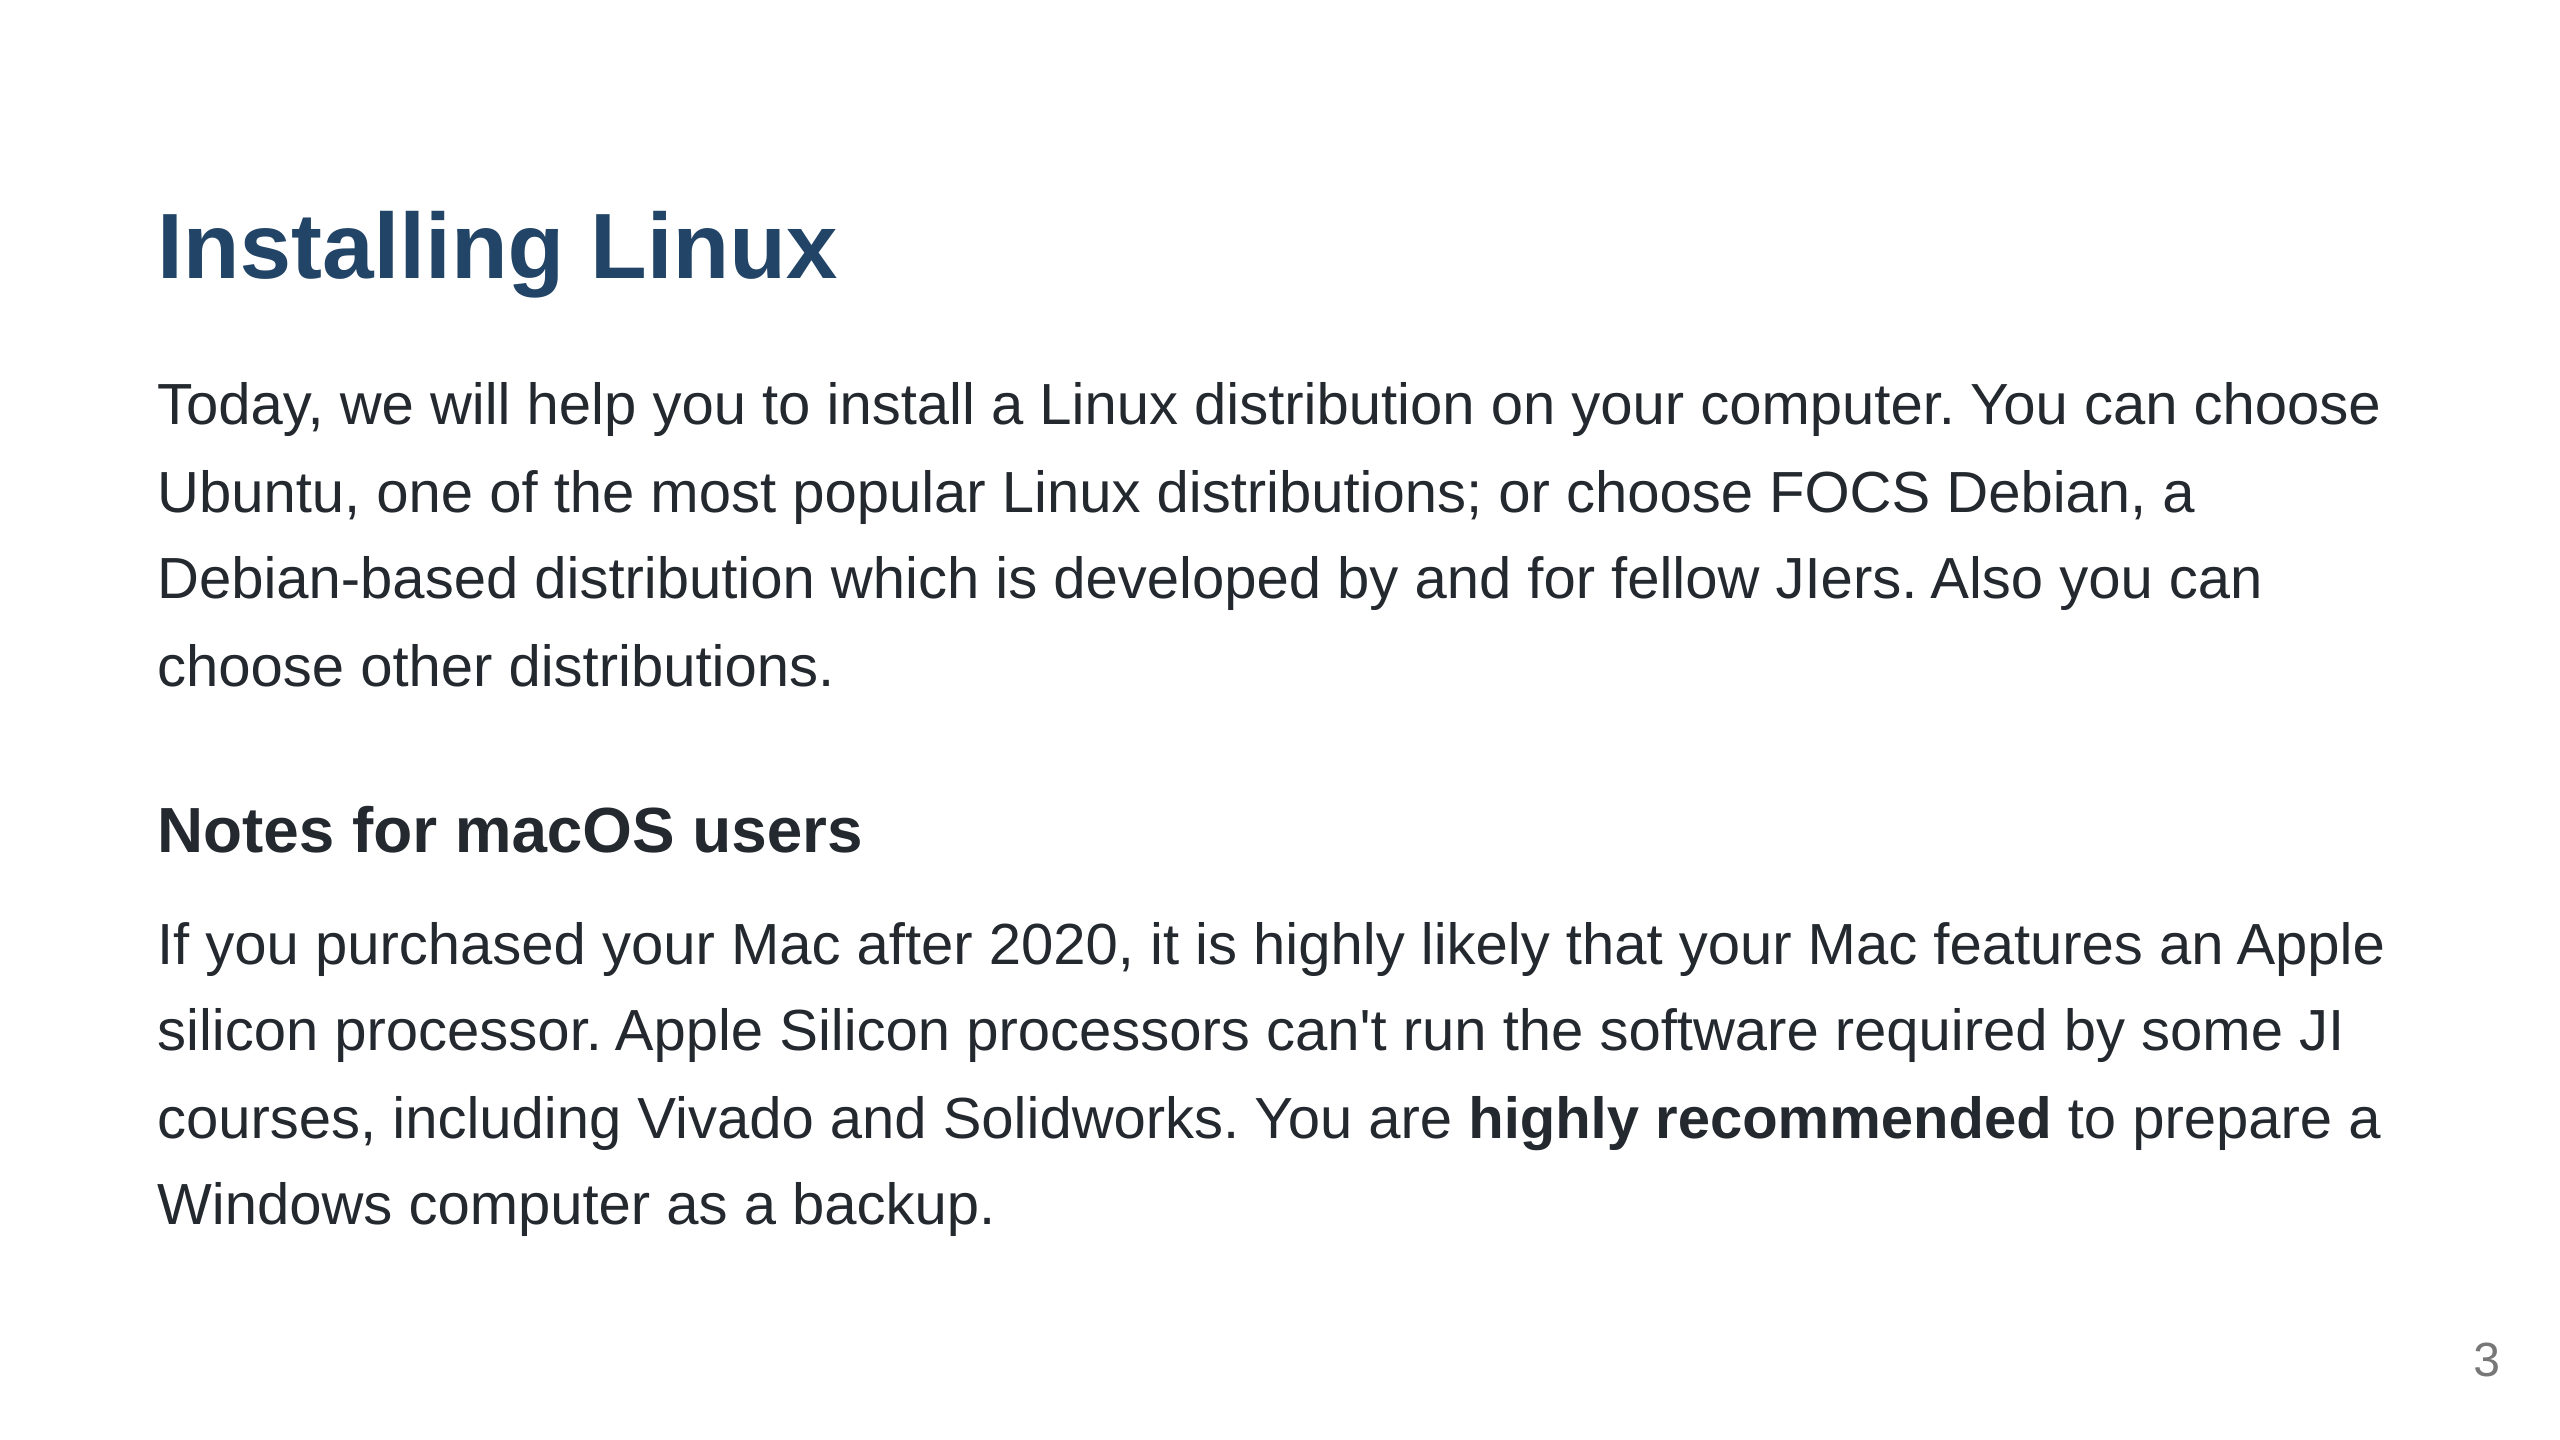 Installing Linux
Today, we will help you to install a Linux distribution on your computer. You can choose
Ubuntu, one of the most popular Linux distributions; or choose FOCS Debian, a
Debian-based distribution which is developed by and for fellow JIers. Also you can
choose other distributions.
Notes for macOS users
If you purchased your Mac after 2020, it is highly likely that your Mac features an Apple
silicon processor. Apple Silicon processors can't run the software required by some JI
courses, including Vivado and Solidworks. You are highly recommended to prepare a
Windows computer as a backup.
3